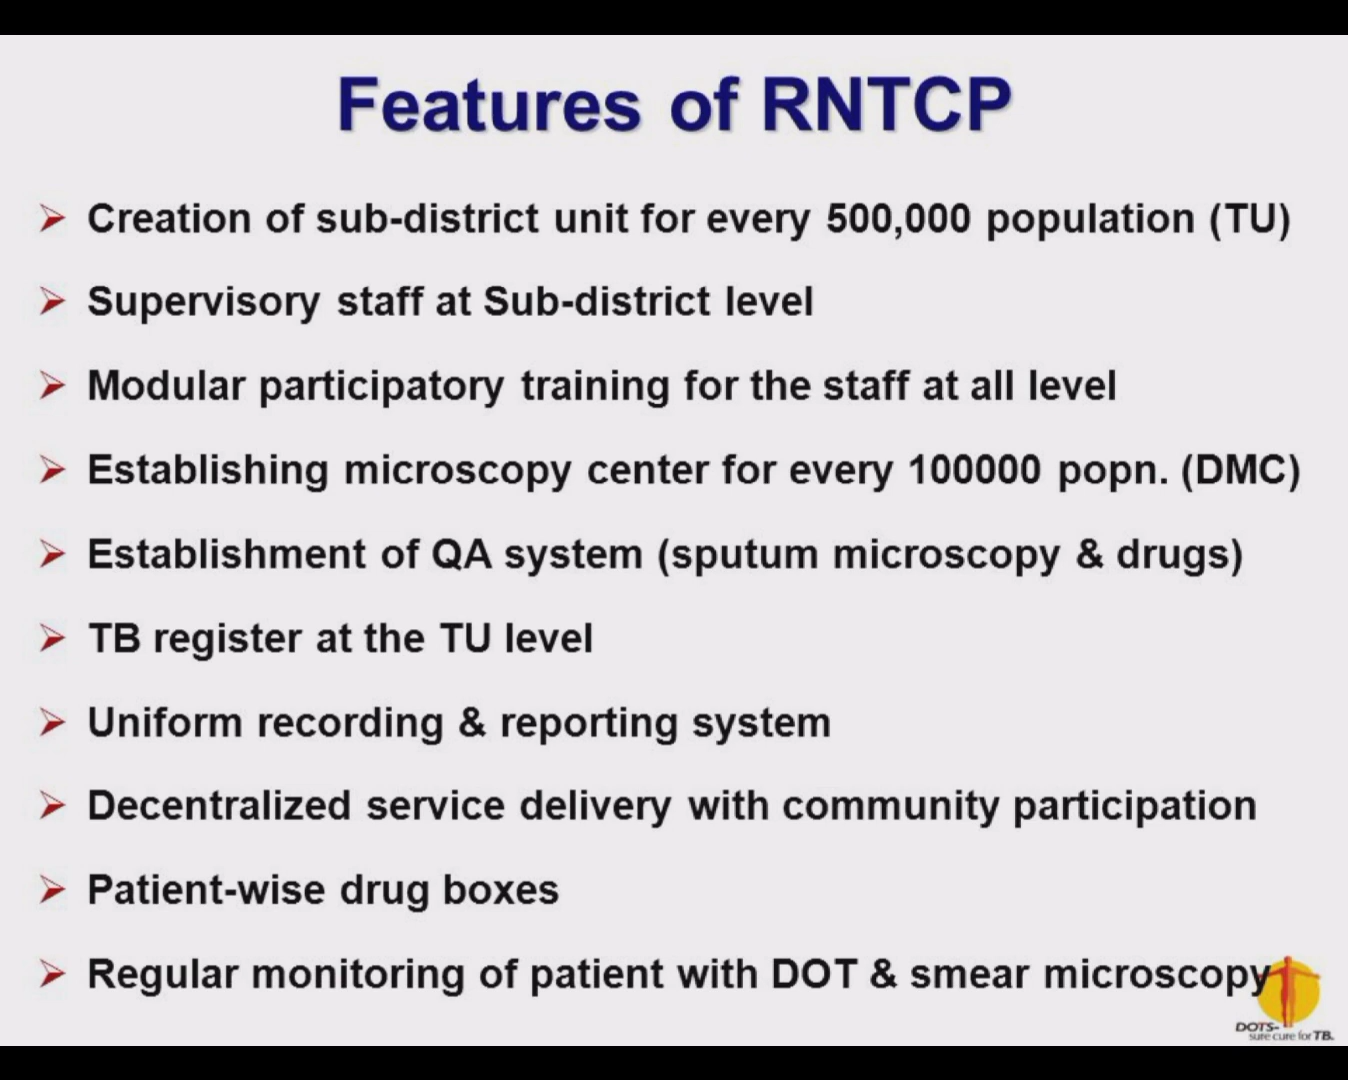 Features of RNTCP
Creation of sub-district unit for every 500,000 population (TU)
Supervisory staff at Sub-district level
Modular participatory training for the staff at all level
Establishing microscopy center for every 100000 popn. (DMC)
Establishment of QA system (sputum microscopy & drugs)
TB register at the TU level
Uniform recording & reporting system
Decentralized service delivery with community participation
Patient-wise drug boxes
Regular monitoring of patient with DOT & smear microscopy
DOTS-
sure cure for TB.